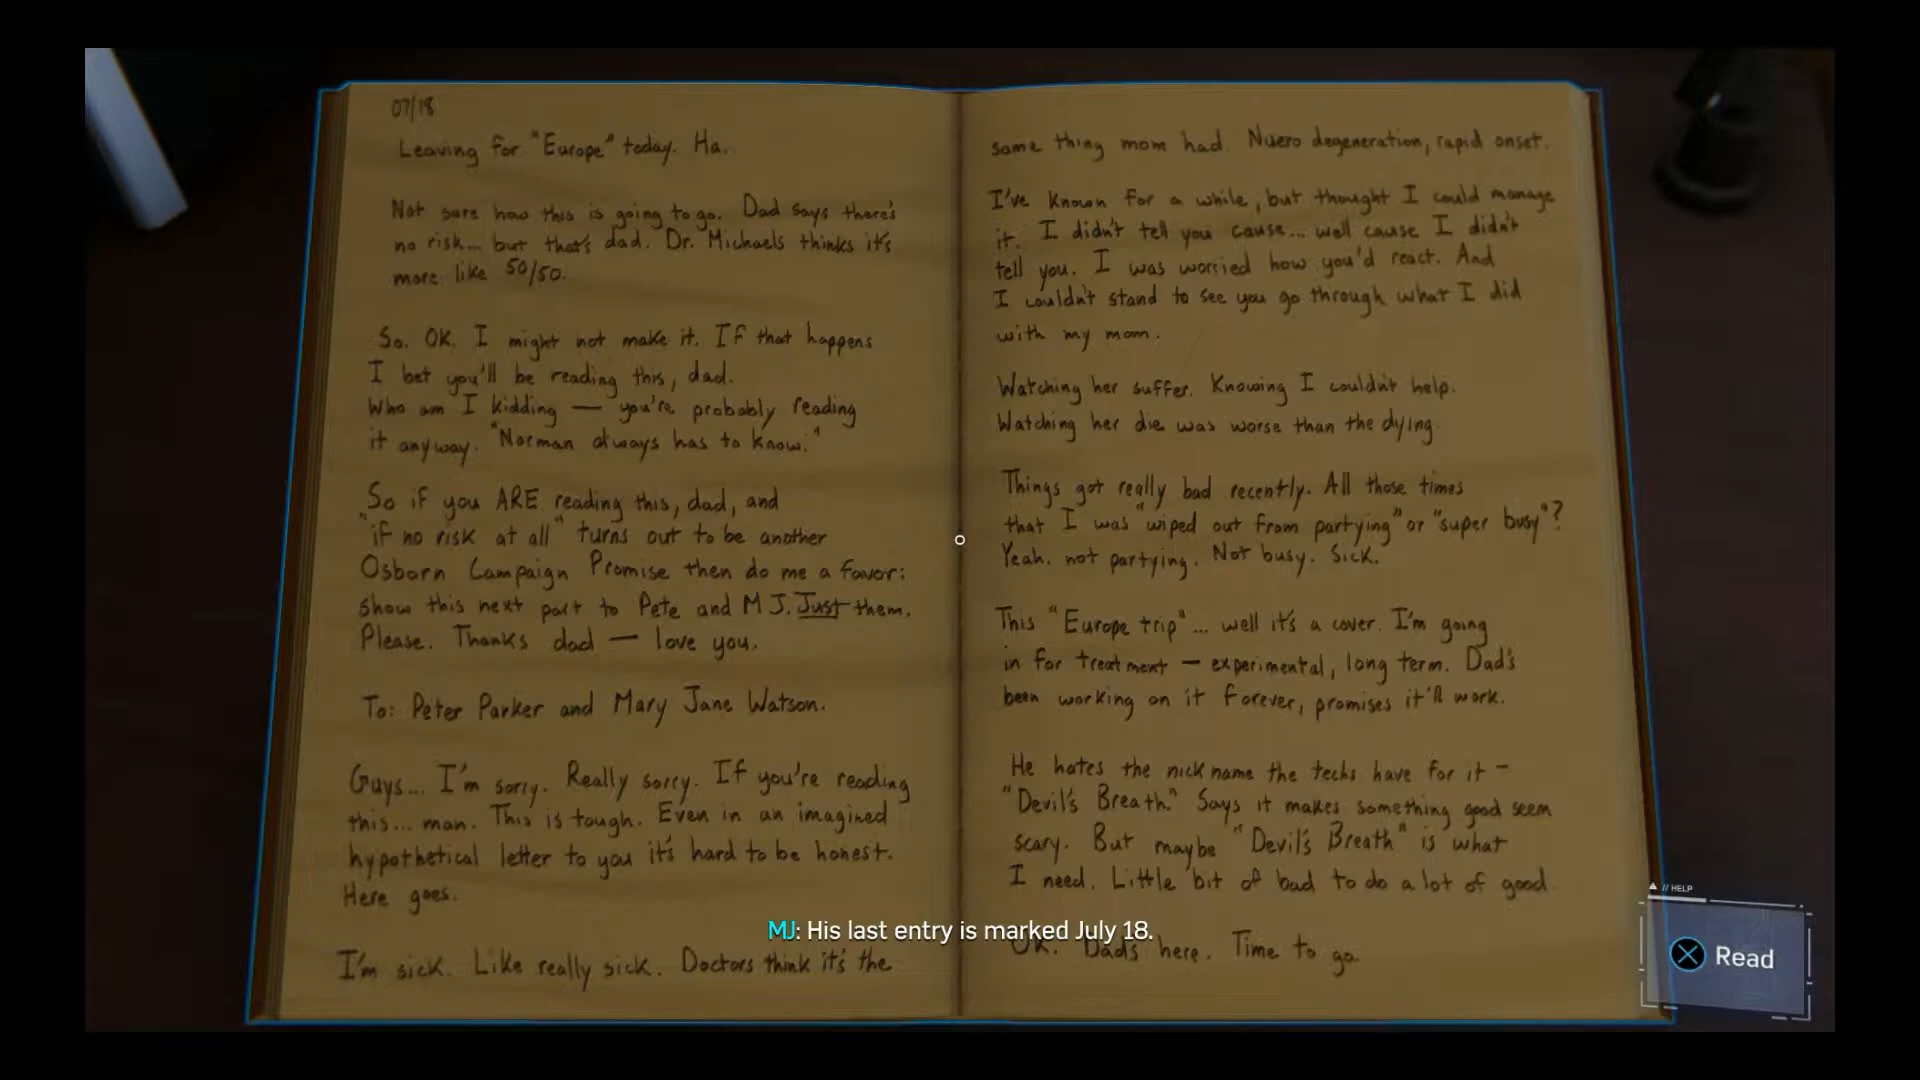 07/18
Leaving for "Europe" today. Ha.
Not sure how this is going to go. Dad says there's
no risk... but that's dad. Dr. Michaels thinks it's
more like 50/50.
So. OK. I might not make it. If that happens
I bet you'll be reading this, dad.
Who am I kidding — you're probably reading
it anyway. "Norman always has to know."
So if you ARE reading this, dad, and
"if no risk at all" turns out to be another
Osborn Campaign Promise then do me a favor:
show this next part to Pete and MJ. Just them.
Please. Thanks dad — love you.
To: Peter Parker and Mary Jane Watson.
Guys... I'm sorry. Really sorry. If you're reading
this... man. This is tough. Even in an imagined
hypothetical letter to you it's hard to be honest.
Here goes.
I'm sick. Like really sick. Doctors think it's the
same thing mom had. Nuero degeneration, rapid onset.
I've known for a while, but thought I could manage
it. I didn't tell you cause... well cause I didn't
tell you. I was worried how you'd react. And
I couldn't stand to see you go through what I did
with my mom.
Watching her suffer. Knowing I couldn't help.
Watching her die was worse than the dying.
Things got really bad recently. All those times
that I was "wiped out from partying" or "super busy"?
Yeah. not partying. Not busy. Sick.
This "Europe trip"... well it's a cover. I'm going
in for treatment — experimental, long term. Dad's
been working on it forever, promises it'll work.
He hates the nickname the techs have for it -
"Devil's Breath." Says it makes something good seem
scary. But maybe "Devil's Breath" is what
I need. Little bit of bad to do a lot of good.
OK. Dad's here. Time to go.
MJ: His last entry is marked July 18.
// HELP
Read